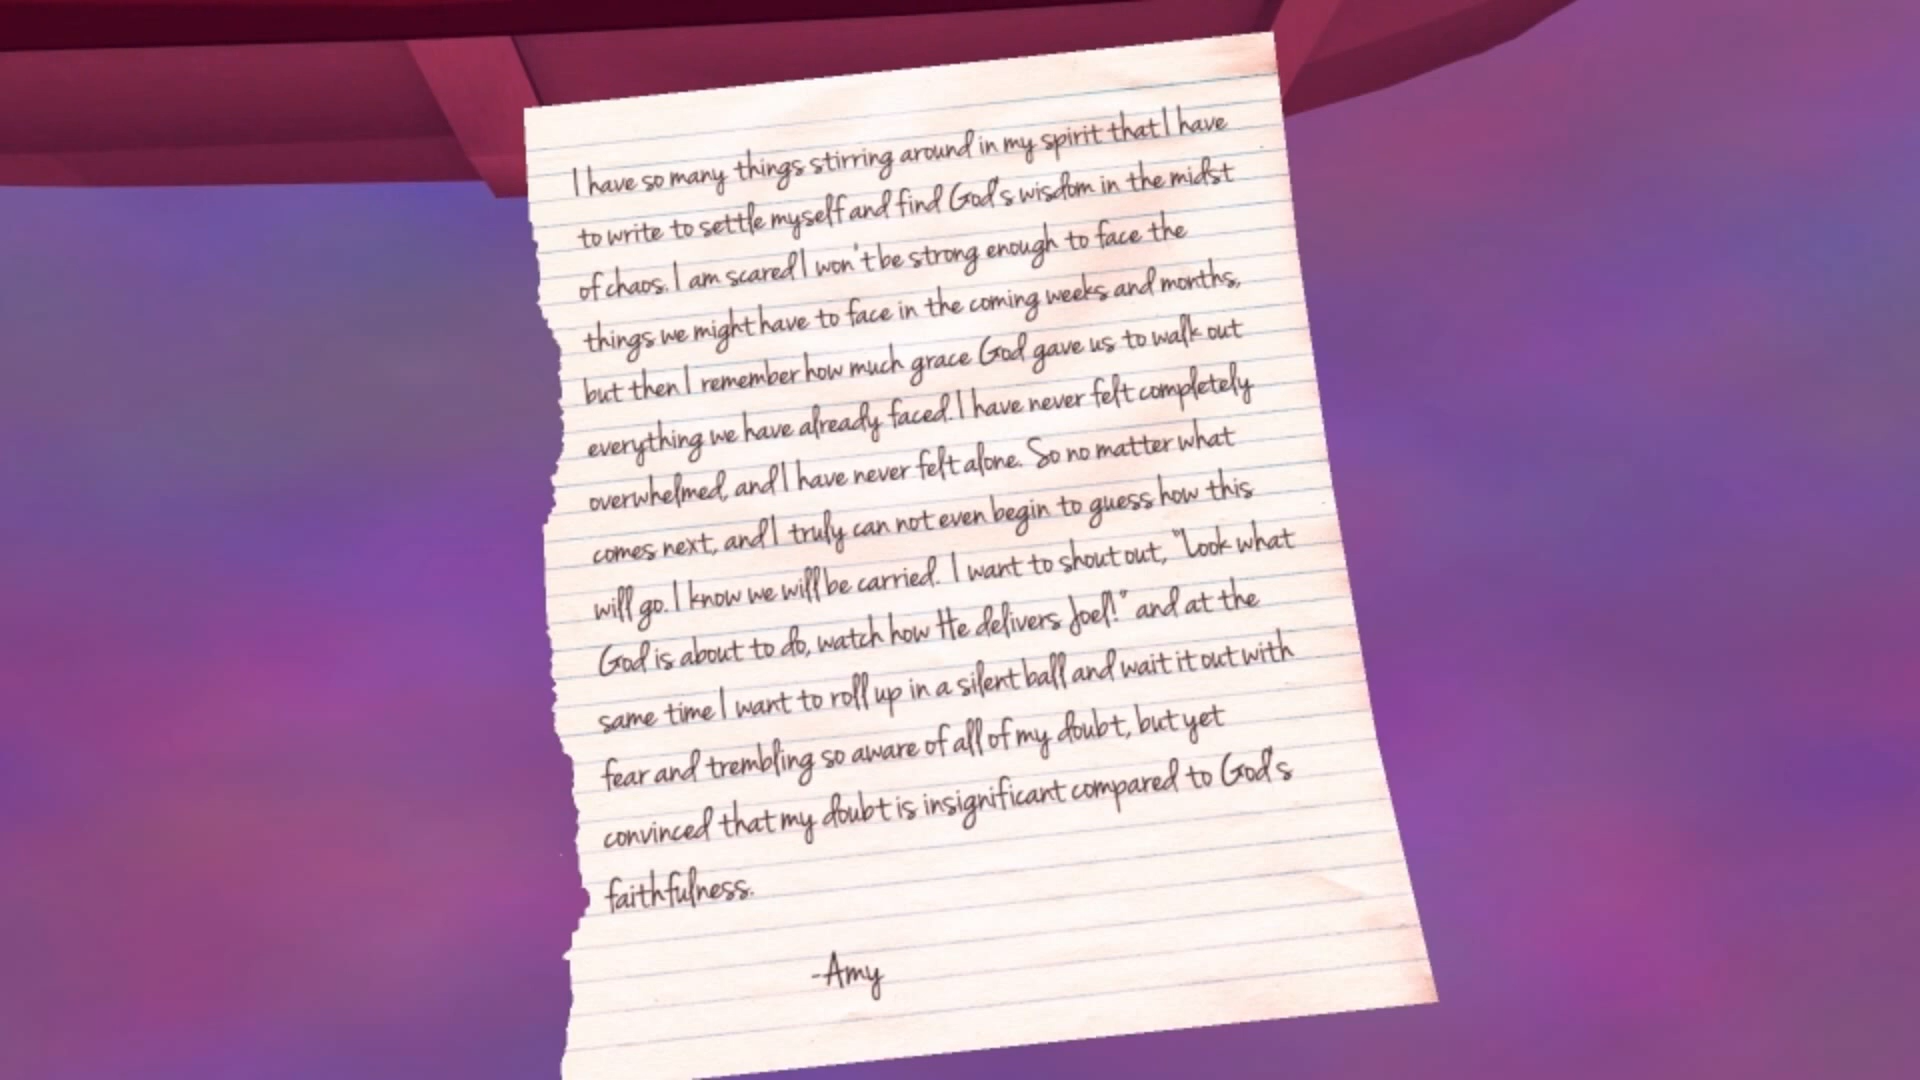 I have so many things stirring around in my spirit that I have
to write to settle myself and find God's wisdom in the midst
of chaos. I am scared I won't be strong enough to face the
things we might have to face in the coming weeks and months,
but then I remember how much grace God gave us to walk out
everything we have already faced. I have never felt completely
overwhelmed, and I have never felt alone. So no matter what
comes next, and I truly can not even begin to guess how this
will go. I know we will be carried. I want to shout out, "Look what
God is about to do, watch how He delivers Joel!" and at the
same time I want to roll up in a silent ball and wait it out with
fear and trembling so aware of all of my doubt, but yet
convinced that my doubt is insignificant compared to God's
faithfulness.
-Amy